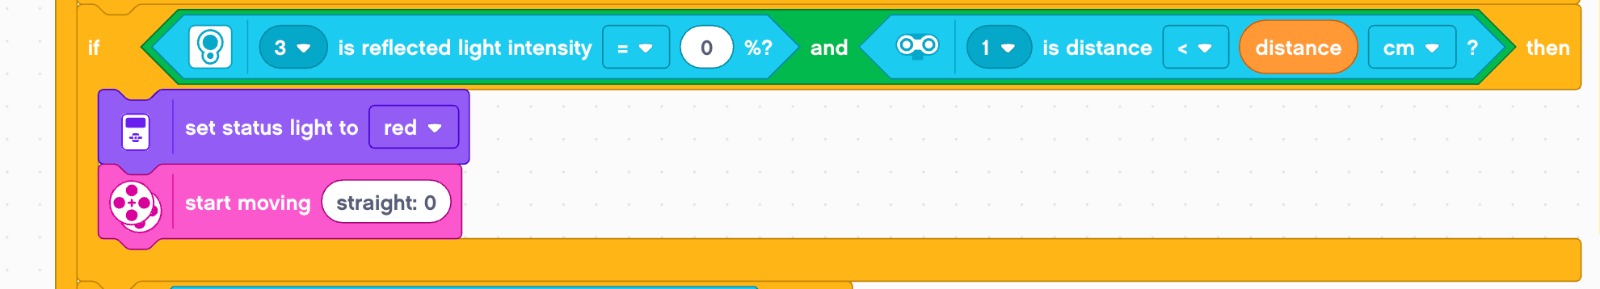 if 3 is reflected light intensity = 0 %? and 1 is distance < distance cm ? then
set status light to red
start moving straight: 0